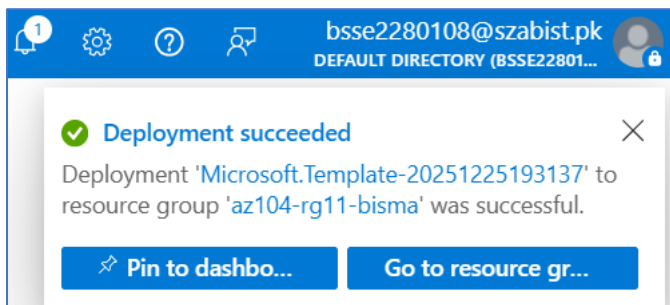 1
bsse2280108@szabist.pk
DEFAULT DIRECTORY (BSSE22801...
Deployment succeeded
Deployment 'Microsoft.Template-20251225193137' to
resource group 'az104-rg11-bisma' was successful.
Pin to dashbo...
Go to resource gr...